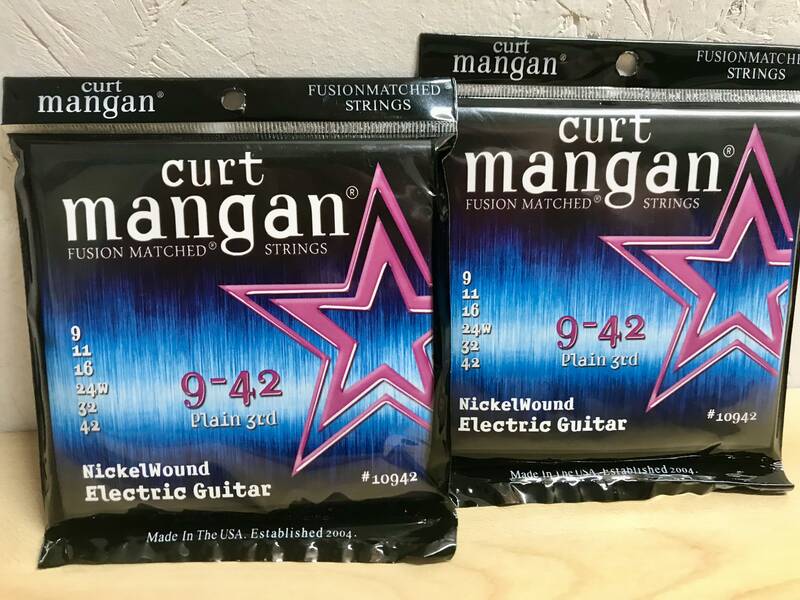 curt
mangan®
FUSIONMATCHED
STRINGS
curt
mangan®
FUSION MATCHED® STRINGS
9
11
16
24W
32
42
9-42
Plain 3rd
NickelWound
Electric Guitar
#10942
Made In The USA. Established 2004.
curt
mangan®
FUSIONMATCHE
STRINGS
curt
mangan®
FUSION MATCHED® STRINGS
9
11
16
24W
32
42
9-42
Plain 3rd
NickelWound
Electric Guitar
#10942
Made In The USA. Established 2004.